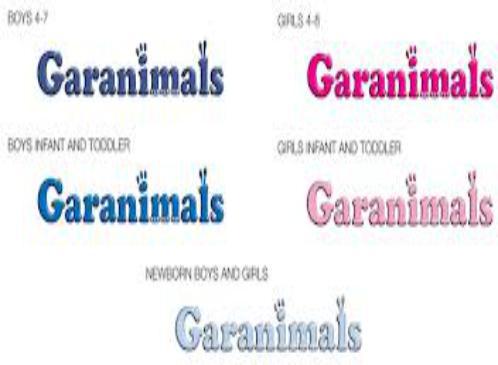 BOYS 4-7
Garanimals
GIRLS 4-6
Garanimals
BOYS INFANT AND TODDLER
Garanimals
GIRLS INFANT AND TODDLER
Garanimals
NEWBORN BOYS AND GIRLS
Garanimals